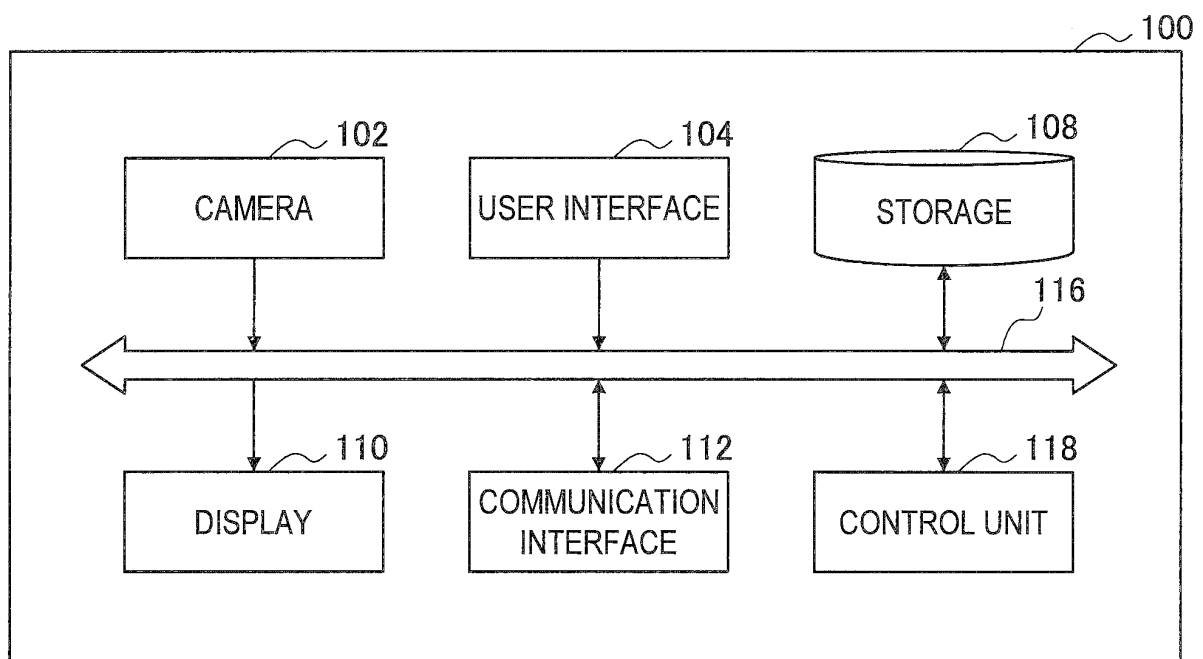 100
102
104
108
CAMERA
USER INTERFACE
STORAGE
116
110
112
118
DISPLAY
COMMUNICATION
INTERFACE
CONTROL UNIT